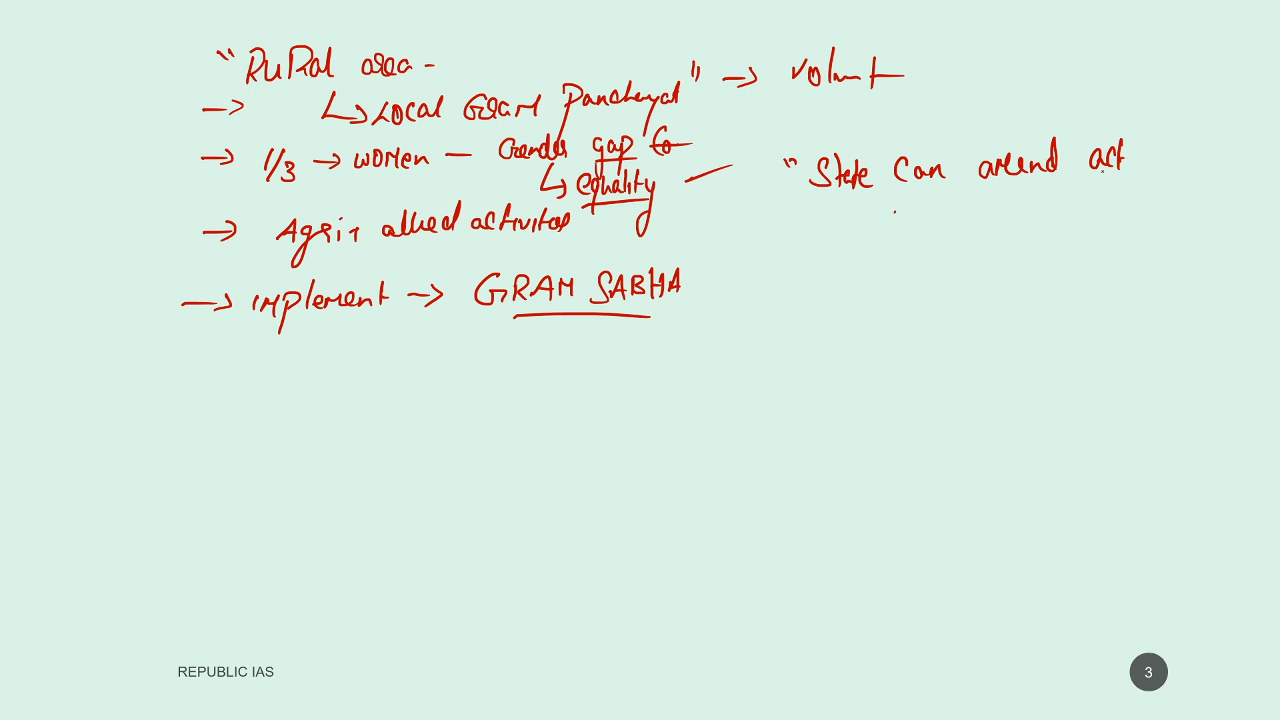 "Rural area -
→ ↳ Local Gram Panchayat" → volunt
→ 1/3 → women - Gender gap
↳ equality
"State can amend act
→ Agri + allied activities
→ implement → GRAM SABHA
REPUBLIC IAS
3